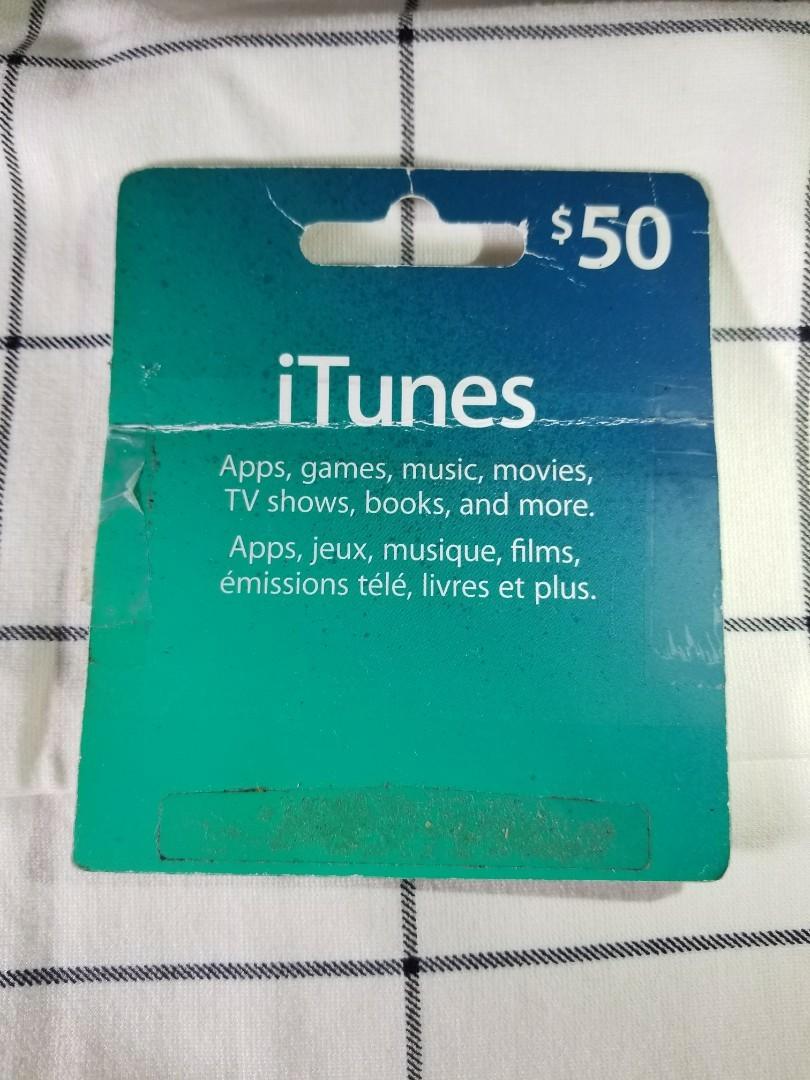 $50
iTunes
Apps, games, music, movies,
TV shows, books, and more.
Apps, jeux, musique, films,
émissions télé, livres et plus.